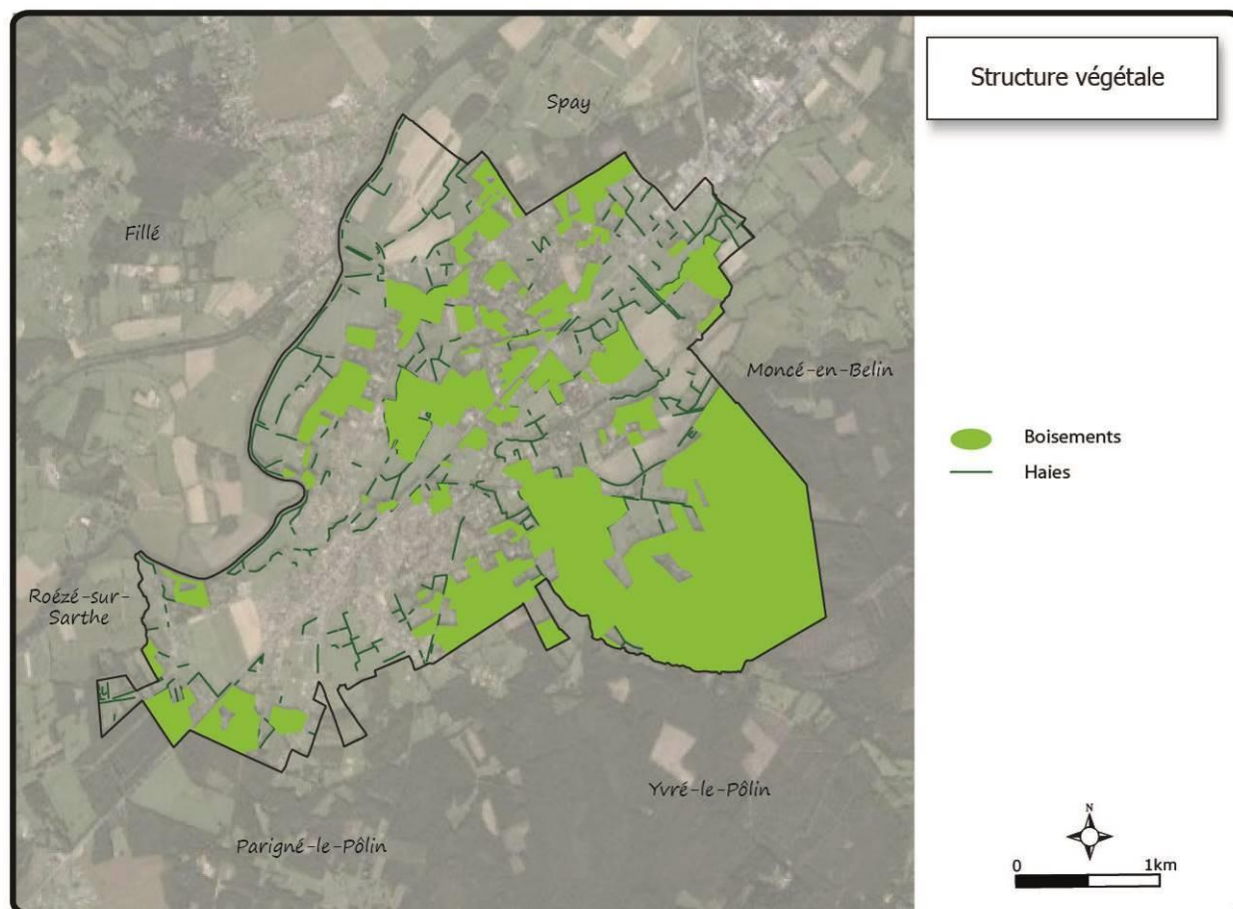 Structure végétale
Spay
Fillé
Moncé-en-Belin
Boisements
Haies
Roézé-sur-
Sarthe
Yvré-le-Pôlin
Parigné-le-Pôlin
N
0 1km